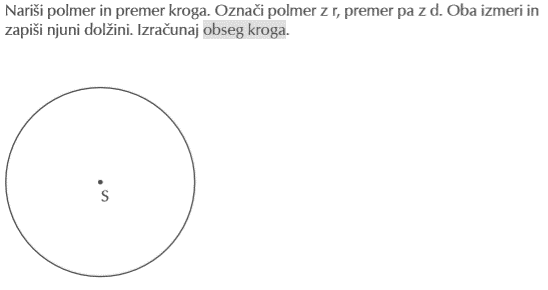 Nariši polmer in premer kroga. Označi polmer z r, premer pa z d. Oba izmeri in
zapiši njuni dolžini. Izračunaj obseg kroga.
S